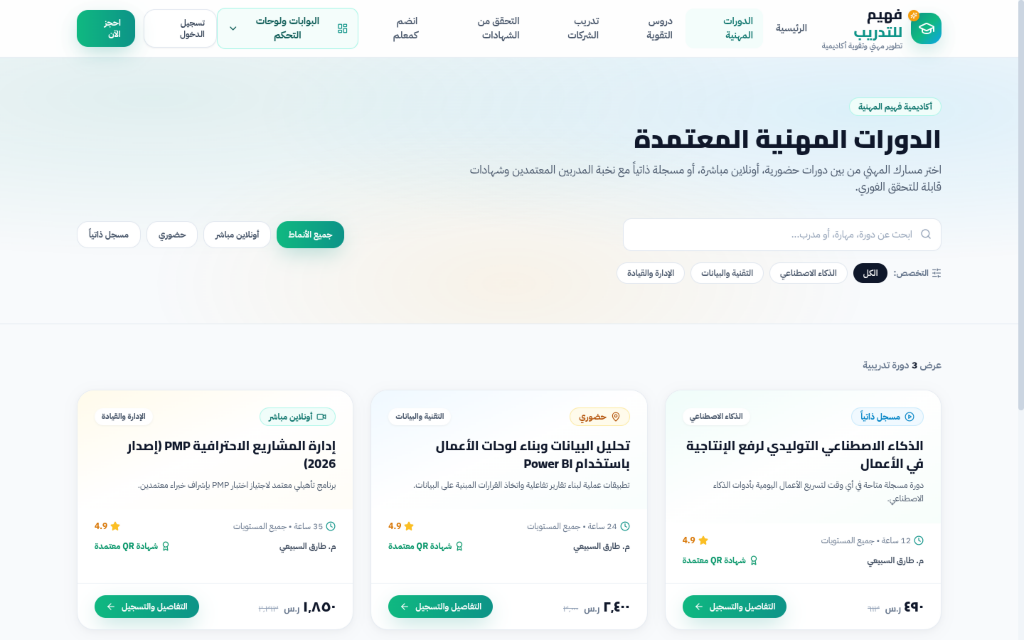 فهيم
للتدريب
تطوير مهني وتقوية أكاديمية
الرئيسية
الدورات المهنية
دروس التقوية
تدريب الشركات
التحقق من الشهادات
انضم كمعلم
البوابات ولوحات التحكم
تسجيل الدخول
احجز الآن
أكاديمية فهيم المهنية
الدورات المهنية المعتمدة
اختر مسارك المهني من بين دورات حضورية، أونلاين مباشرة، أو مسجلة ذاتياً مع نخبة المدربين المعتمدين وشهادات
قابلة للتحقق الفوري.
ابحث عن دورة، مهارة، أو مدرب...
جميع الأنماط
أونلاين مباشر
حضوري
مسجل ذاتياً
التخصص:
الكل
الذكاء الاصطناعي
التقنية والبيانات
الإدارة والقيادة
عرض 3 دورة تدريبية
مسجل ذاتياً
الذكاء الاصطناعي
الذكاء الاصطناعي التوليدي لرفع الإنتاجية
في الأعمال
دورة مسجلة متاحة في أي وقت لتسريع الأعمال اليومية بأدوات الذكاء
الاصطناعي.
12 ساعة • جميع المستويات
4.9
م. طارق السبيعي
شهادة QR معتمدة
٤٩٠ ر.س
التفاصيل والتسجيل
حضوري
التقنية والبيانات
تحليل البيانات وبناء لوحات الأعمال
باستخدام Power BI
تطبيقات عملية لبناء تقارير تفاعلية واتخاذ القرارات المبنية على البيانات.
24 ساعة • جميع المستويات
4.9
م. طارق السبيعي
شهادة QR معتمدة
٢٬٤٠٠ ر.س
التفاصيل والتسجيل
أونلاين مباشر
الإدارة والقيادة
إدارة المشاريع الاحترافية PMP (إصدار
2026)
برنامج تأهيلي معتمد لاجتياز اختبار PMP بإشراف خبراء معتمدين.
35 ساعة • جميع المستويات
4.9
م. طارق السبيعي
شهادة QR معتمدة
١٬٨٥٠ ر.س
التفاصيل والتسجيل